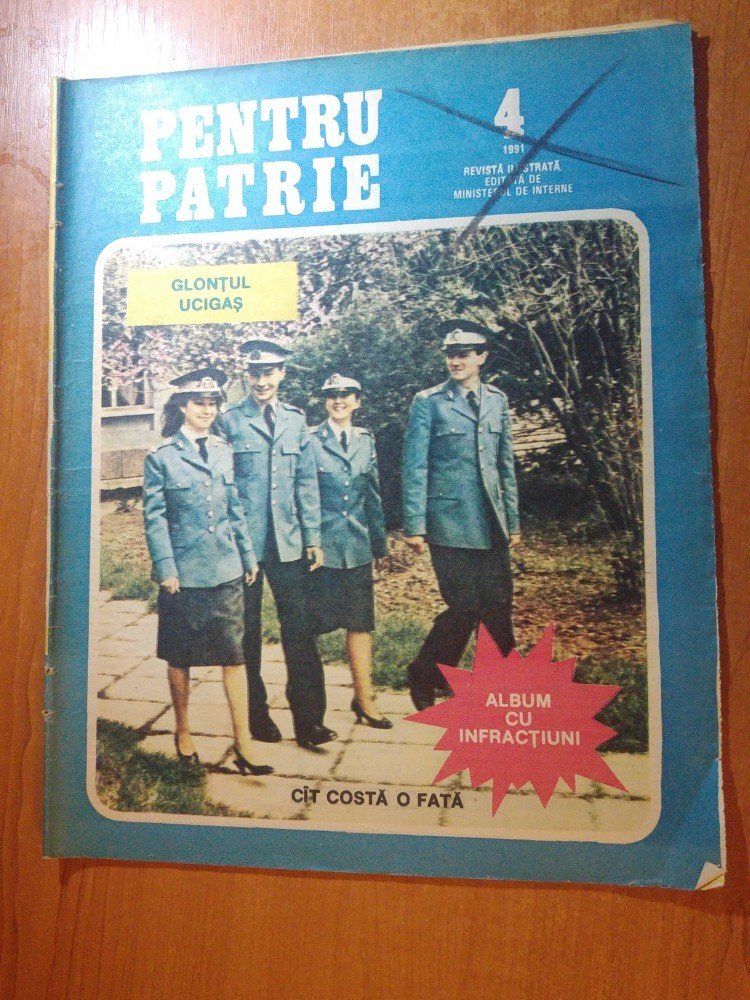 PENTRU
PATRIE
4
1991
REVISTĂ ILUSTRATĂ
EDITATĂ DE
MINISTERUL DE INTERNE
GLONȚUL
UCIGAȘ
ALBUM
CU
INFRACȚIUNI
CÎT COSTĂ O FATĂ